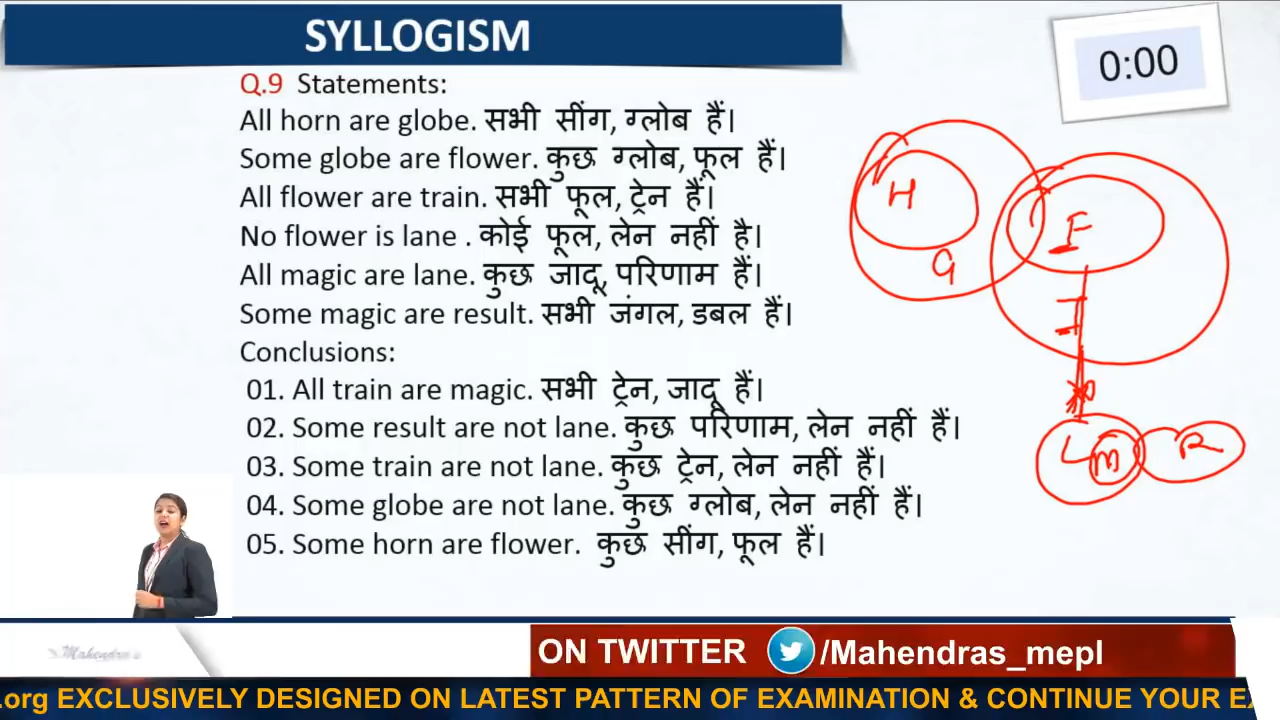 SYLLOGISM
0:00
Q.9 Statements:
All horn are globe. सभी सींग, ग्लोब हैं।
Some globe are flower. कुछ ग्लोब, फूल हैं।
All flower are train. सभी फूल, ट्रेन हैं।
No flower is lane . कोई फूल, लेन नहीं है।
All magic are lane. कुछ जादू, परिणाम हैं।
Some magic are result. सभी जंगल, डबल हैं।
Conclusions:
01. All train are magic. सभी ट्रेन, जादू हैं।
02. Some result are not lane. कुछ परिणाम, लेन नहीं हैं।
03. Some train are not lane. कुछ ट्रेन, लेन नहीं हैं।
04. Some globe are not lane. कुछ ग्लोब, लेन नहीं हैं।
05. Some horn are flower. कुछ सींग, फूल हैं।
H
G
F
L
m
R
Mahendras
ON TWITTER /Mahendras_mepl
.org EXCLUSIVELY DESIGNED ON LATEST PATTERN OF EXAMINATION & CONTINUE YOUR